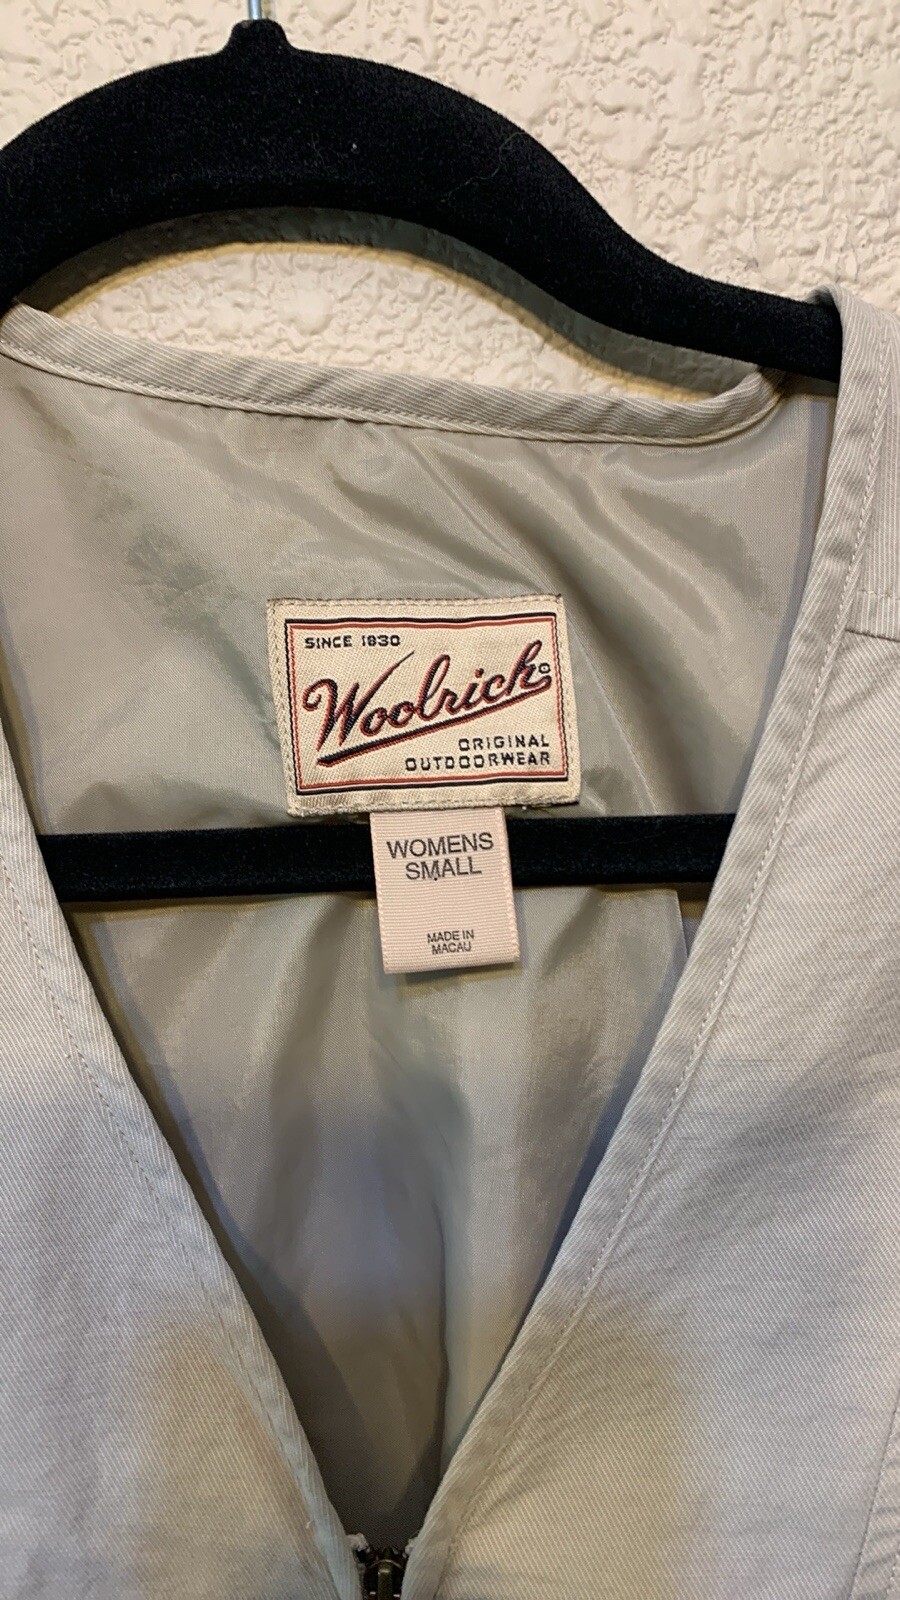 SINCE 1830
Woolrich
ORIGINAL
OUTDOORWEAR
WOMENS
SMALL
MADE IN
MACAU